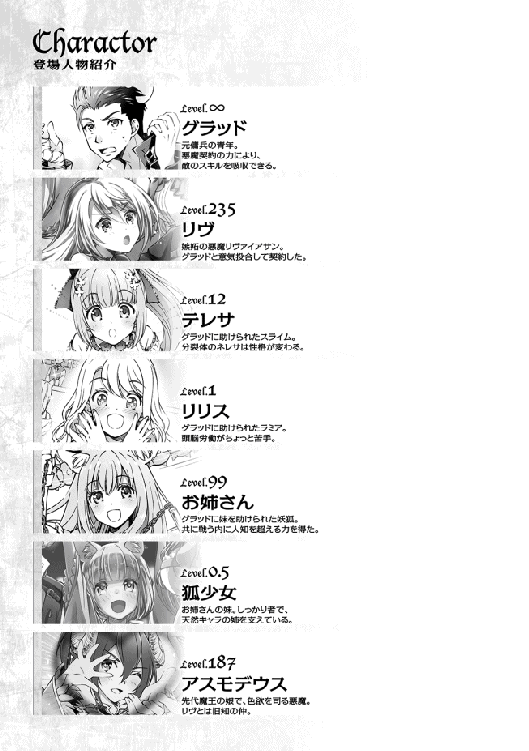 Charactor
登場人物紹介
Level.∞
グラッド
元傭兵の青年。
悪魔契約の力により、
敵のスキルを吸収できる。
Level.235
リヴ
嫉妬の悪魔リヴァイアサン。
グラッドと意気投合して契約した。
Level.12
テレサ
グラッドに助けられたスライム。
分裂体のネレサは性格が変わる。
Level.1
リリス
グラッドに助けられたラミア。
頭脳労働がちょっと苦手。
Level.99
お姉さん
グラッドに妹を助けられた妖狐。
共に戦う内に人知を超える力を得た。
Level.0.5
狐少女
お姉さんの妹。しっかり者で、
天然キャラの姉を支えている。
Level.187
アスモデウス
先代魔王の娘で、色欲を司る悪魔。
リヴとは旧知の仲。